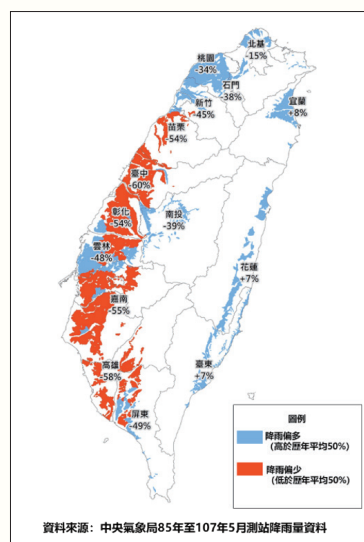 北基
-15%
桃園
-34%
石門
-38%
宜蘭
+8%
新竹
-45%
苗栗
-54%
臺中
-60%
彰化
-54%
南投
-39%
雲林
-48%
花蓮
+7%
嘉南
-55%
高雄
-58%
臺東
+7%
屏東
-49%
圖例
降雨偏多
(高於歷年平均50%)
降雨偏少
(低於歷年平均50%)
資料來源：中央氣象局85年至107年5月測站降雨量資料